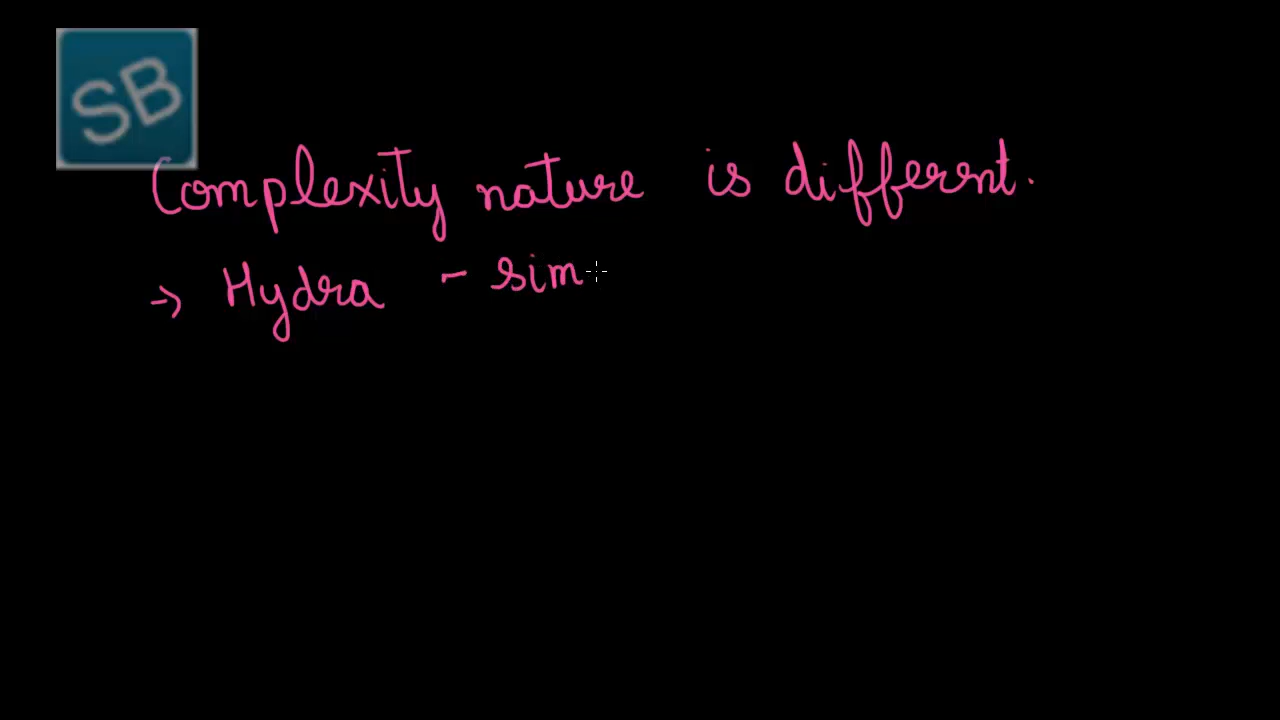 SB
Complexity nature is different.
→ Hydra - sim